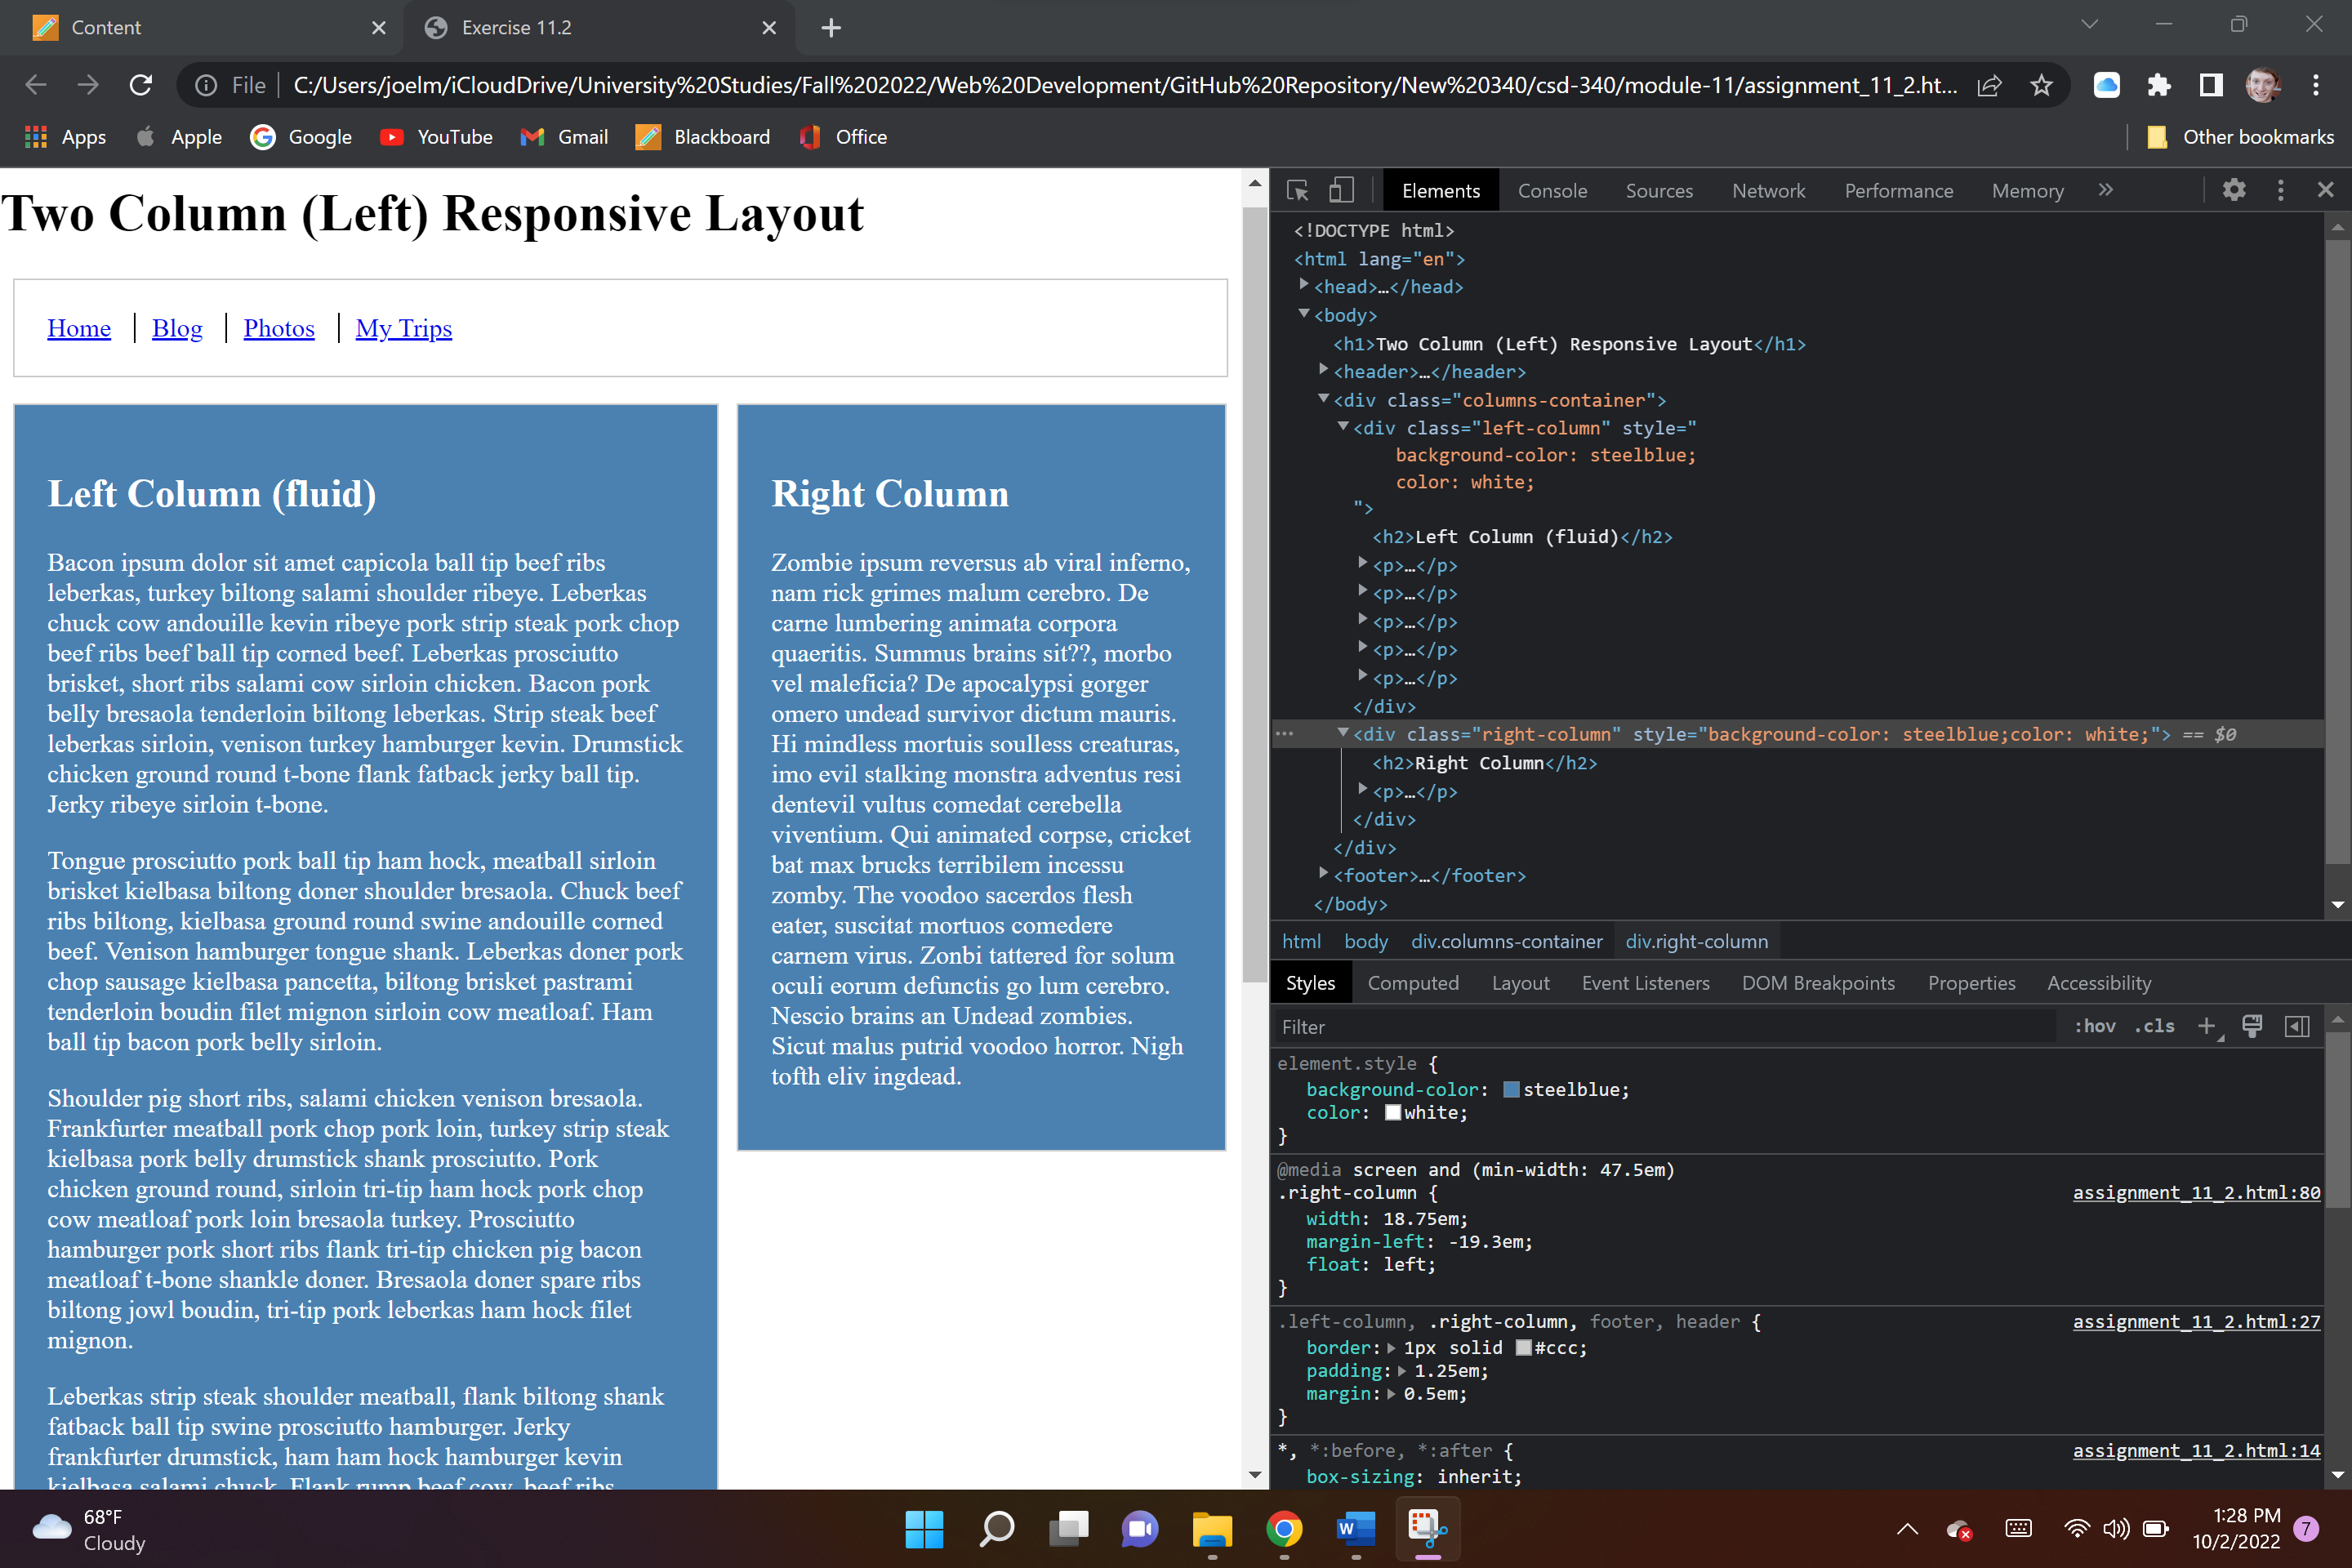 Content
Exercise 11.2
File
C:/Users/joelm/iCloudDrive/University%20Studies/Fall%202022/Web%20Development/GitHub%20Repository/New%20340/csd-340/module-11/assignment_11_2.ht...
Apps
Apple
Google
YouTube
Gmail
Blackboard
Office
Other bookmarks
Two Column (Left) Responsive Layout
Home
Blog
Photos
My Trips
Left Column (fluid)
Bacon ipsum dolor sit amet capicola ball tip beef ribs
leberkas, turkey biltong salami shoulder ribeye. Leberkas
chuck cow andouille kevin ribeye pork strip steak pork chop
beef ribs beef ball tip corned beef. Leberkas prosciutto
brisket, short ribs salami cow sirloin chicken. Bacon pork
belly bresaola tenderloin biltong leberkas. Strip steak beef
leberkas sirloin, venison turkey hamburger kevin. Drumstick
chicken ground round t-bone flank fatback jerky ball tip.
Jerky ribeye sirloin t-bone.
Tongue prosciutto pork ball tip ham hock, meatball sirloin
brisket kielbasa biltong doner shoulder bresaola. Chuck beef
ribs biltong, kielbasa ground round swine andouille corned
beef. Venison hamburger tongue shank. Leberkas doner pork
chop sausage kielbasa pancetta, biltong brisket pastrami
tenderloin boudin filet mignon sirloin cow meatloaf. Ham
ball tip bacon pork belly sirloin.
Shoulder pig short ribs, salami chicken venison bresaola.
Frankfurter meatball pork chop pork loin, turkey strip steak
kielbasa pork belly drumstick shank prosciutto. Pork
chicken ground round, sirloin tri-tip ham hock pork chop
cow meatloaf pork loin bresaola turkey. Prosciutto
hamburger pork short ribs flank tri-tip chicken pig bacon
meatloaf t-bone shankle doner. Bresaola doner spare ribs
biltong jowl boudin, tri-tip pork leberkas ham hock filet
mignon.
Leberkas strip steak shoulder meatball, flank biltong shank
fatback ball tip swine prosciutto hamburger. Jerky
frankfurter drumstick, ham ham hock hamburger kevin
kielbasa salami chuck. Flank rump beef cow, beef ribs
Right Column
Zombie ipsum reversus ab viral inferno,
nam rick grimes malum cerebro. De
carne lumbering animata corpora
quaeritis. Summus brains sit??, morbo
vel maleficia? De apocalypsi gorger
omero undead survivor dictum mauris.
Hi mindless mortuis soulless creaturas,
imo evil stalking monstra adventus resi
dentevil vultus comedat cerebella
viventium. Qui animated corpse, cricket
bat max brucks terribilem incessu
zomby. The voodoo sacerdos flesh
eater, suscitat mortuos comedere
carnem virus. Zonbi tattered for solum
oculi eorum defunctis go lum cerebro.
Nescio brains an Undead zombies.
Sicut malus putrid voodoo horror. Nigh
tofth eliv ingdead.
Elements
Console
Sources
Network
Performance
Memory
<!DOCTYPE html>
<html lang="en">
<head>…</head>
<body>
<h1>Two Column (Left) Responsive Layout</h1>
<header>…</header>
<div class="columns-container">
<div class="left-column" style="
background-color: steelblue;
color: white;
">
<h2>Left Column (fluid)</h2>
<p>…</p>
<p>…</p>
<p>…</p>
<p>…</p>
<p>…</p>
</div>
<div class="right-column" style="background-color: steelblue;color: white;"> == $0
<h2>Right Column</h2>
<p>…</p>
</div>
</div>
<footer>…</footer>
</body>
html
body
div.columns-container
div.right-column
Styles
Computed
Layout
Event Listeners
DOM Breakpoints
Properties
Accessibility
Filter
:hov
.cls
element.style {
background-color: steelblue;
color: white;
}
@media screen and (min-width: 47.5em)
.right-column {
assignment_11_2.html:80
width: 18.75em;
margin-left: -19.3em;
float: left;
}
.left-column, .right-column, footer, header {
assignment_11_2.html:27
border: 1px solid #ccc;
padding: 1.25em;
margin: 0.5em;
}
*, *:before, *:after {
assignment_11_2.html:14
box-sizing: inherit;
68°F
Cloudy
W
1:28 PM
10/2/2022
7